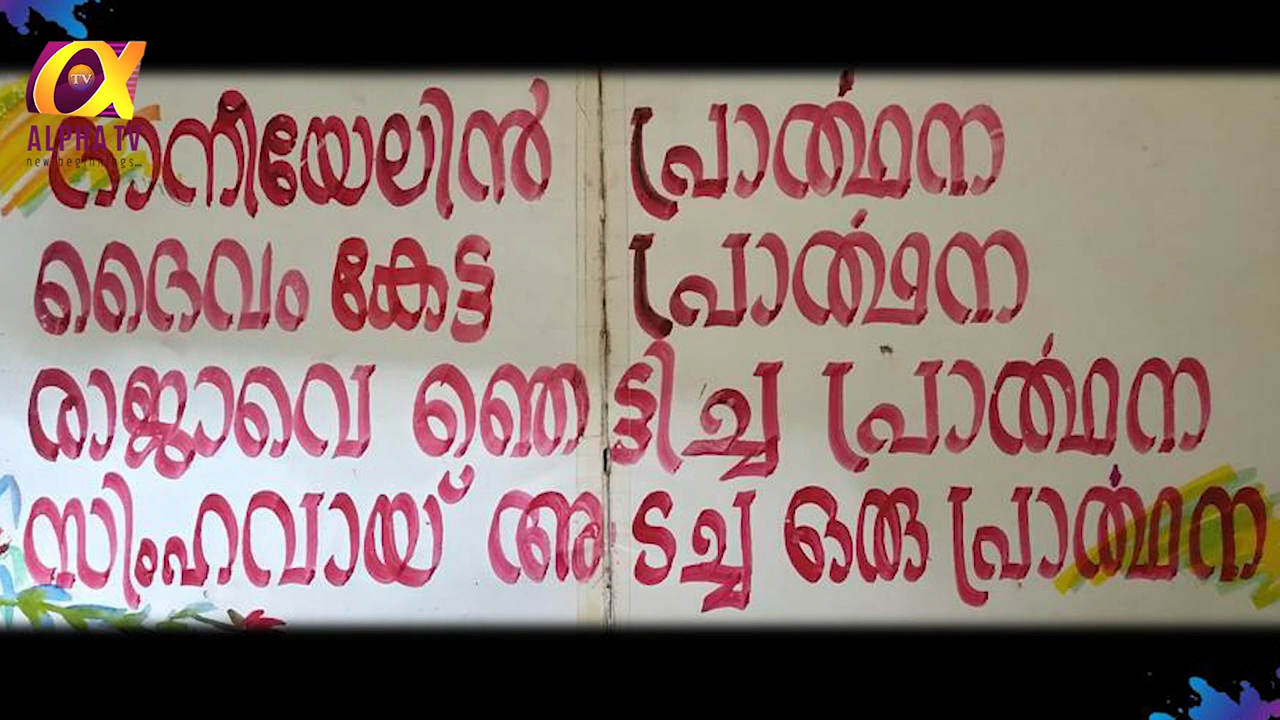 ALPHA TV
new beginnings...
ദാനീയേലിൻ പ്രാർത്ഥന
ദൈവം കേട്ട പ്രാർത്ഥന
രാജാവെ ഞെട്ടിച്ച പ്രാർത്ഥന
സിംഹവായ് അടച്ച ഒരു പ്രാർത്ഥന